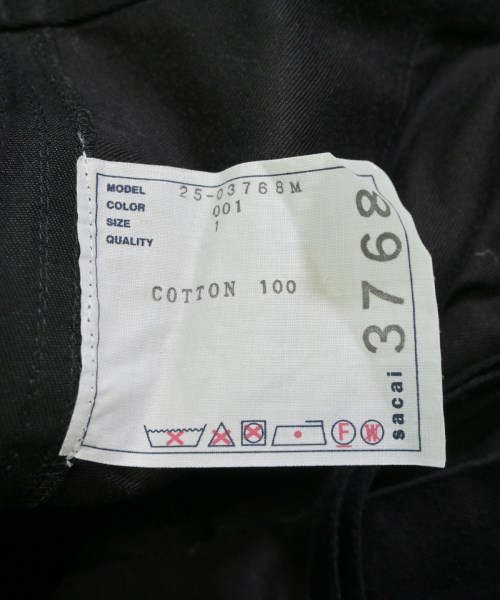 MODEL 25-03768M
COLOR 001
SIZE 1
QUALITY
COTTON 100
F W
sacai 3768